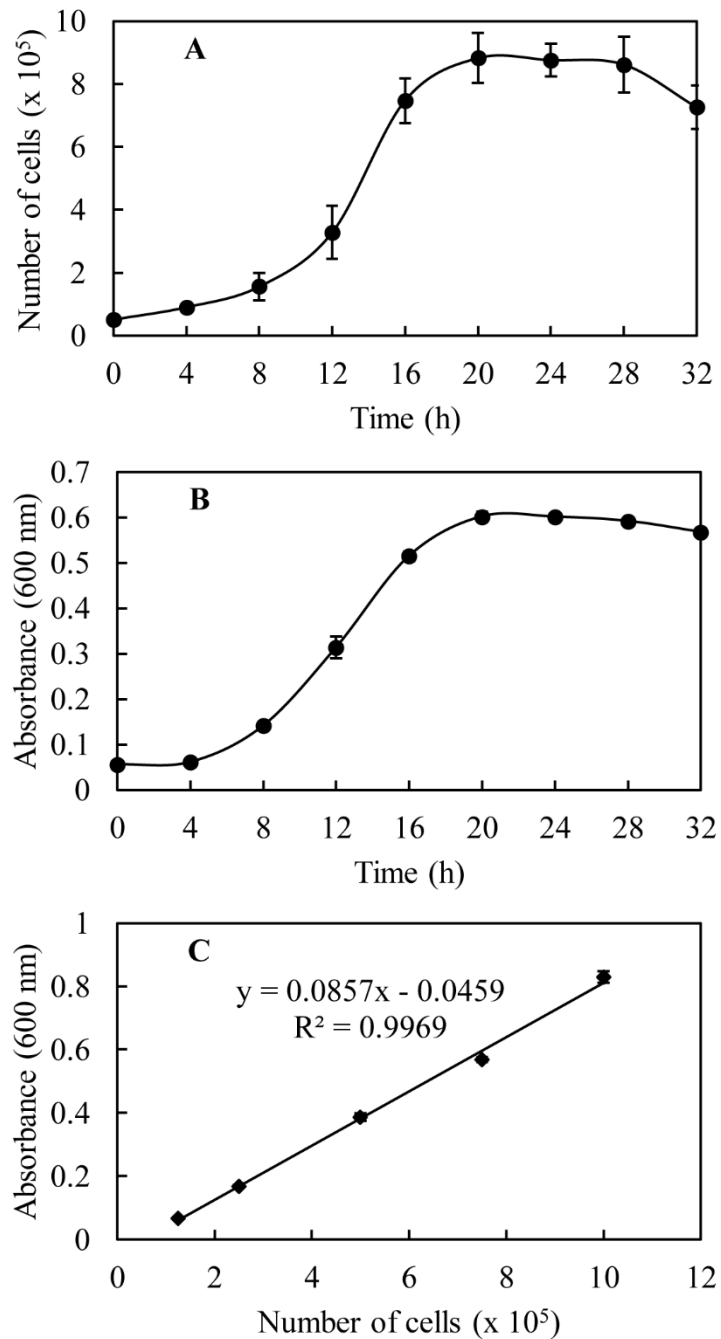 A
Number of cells (x 10⁵)
10
8
6
4
2
0
0 4 8 12 16 20 24 28 32
Time (h)
B
Absorbance (600 nm)
0.7
0.6
0.5
0.4
0.3
0.2
0.1
0
0 4 8 12 16 20 24 28 32
Time (h)
C
Absorbance (600 nm)
1
0.8
0.6
0.4
0.2
0
y = 0.0857x - 0.0459
R² = 0.9969
0 2 4 6 8 10 12
Number of cells (x 10⁵)